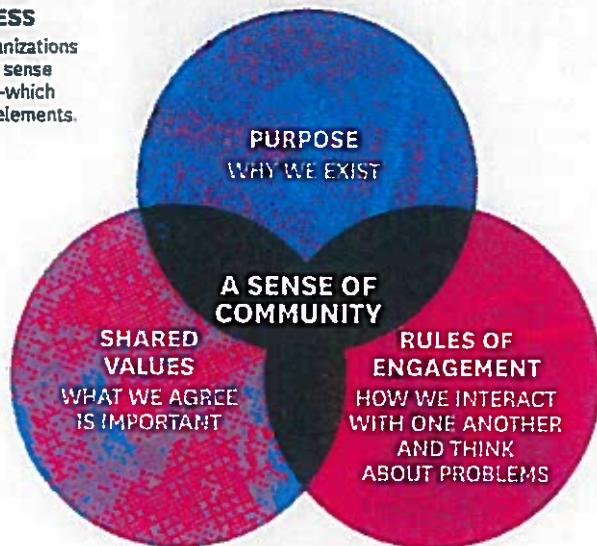 ESS
anizations
sense
-which
elements.
PURPOSE
WHY WE EXIST
A SENSE OF
COMMUNITY
SHARED
VALUES
WHAT WE AGREE
IS IMPORTANT
RULES OF
ENGAGEMENT
HOW WE INTERACT
WITH ONE ANOTHER
AND THINK
ABOUT PROBLEMS